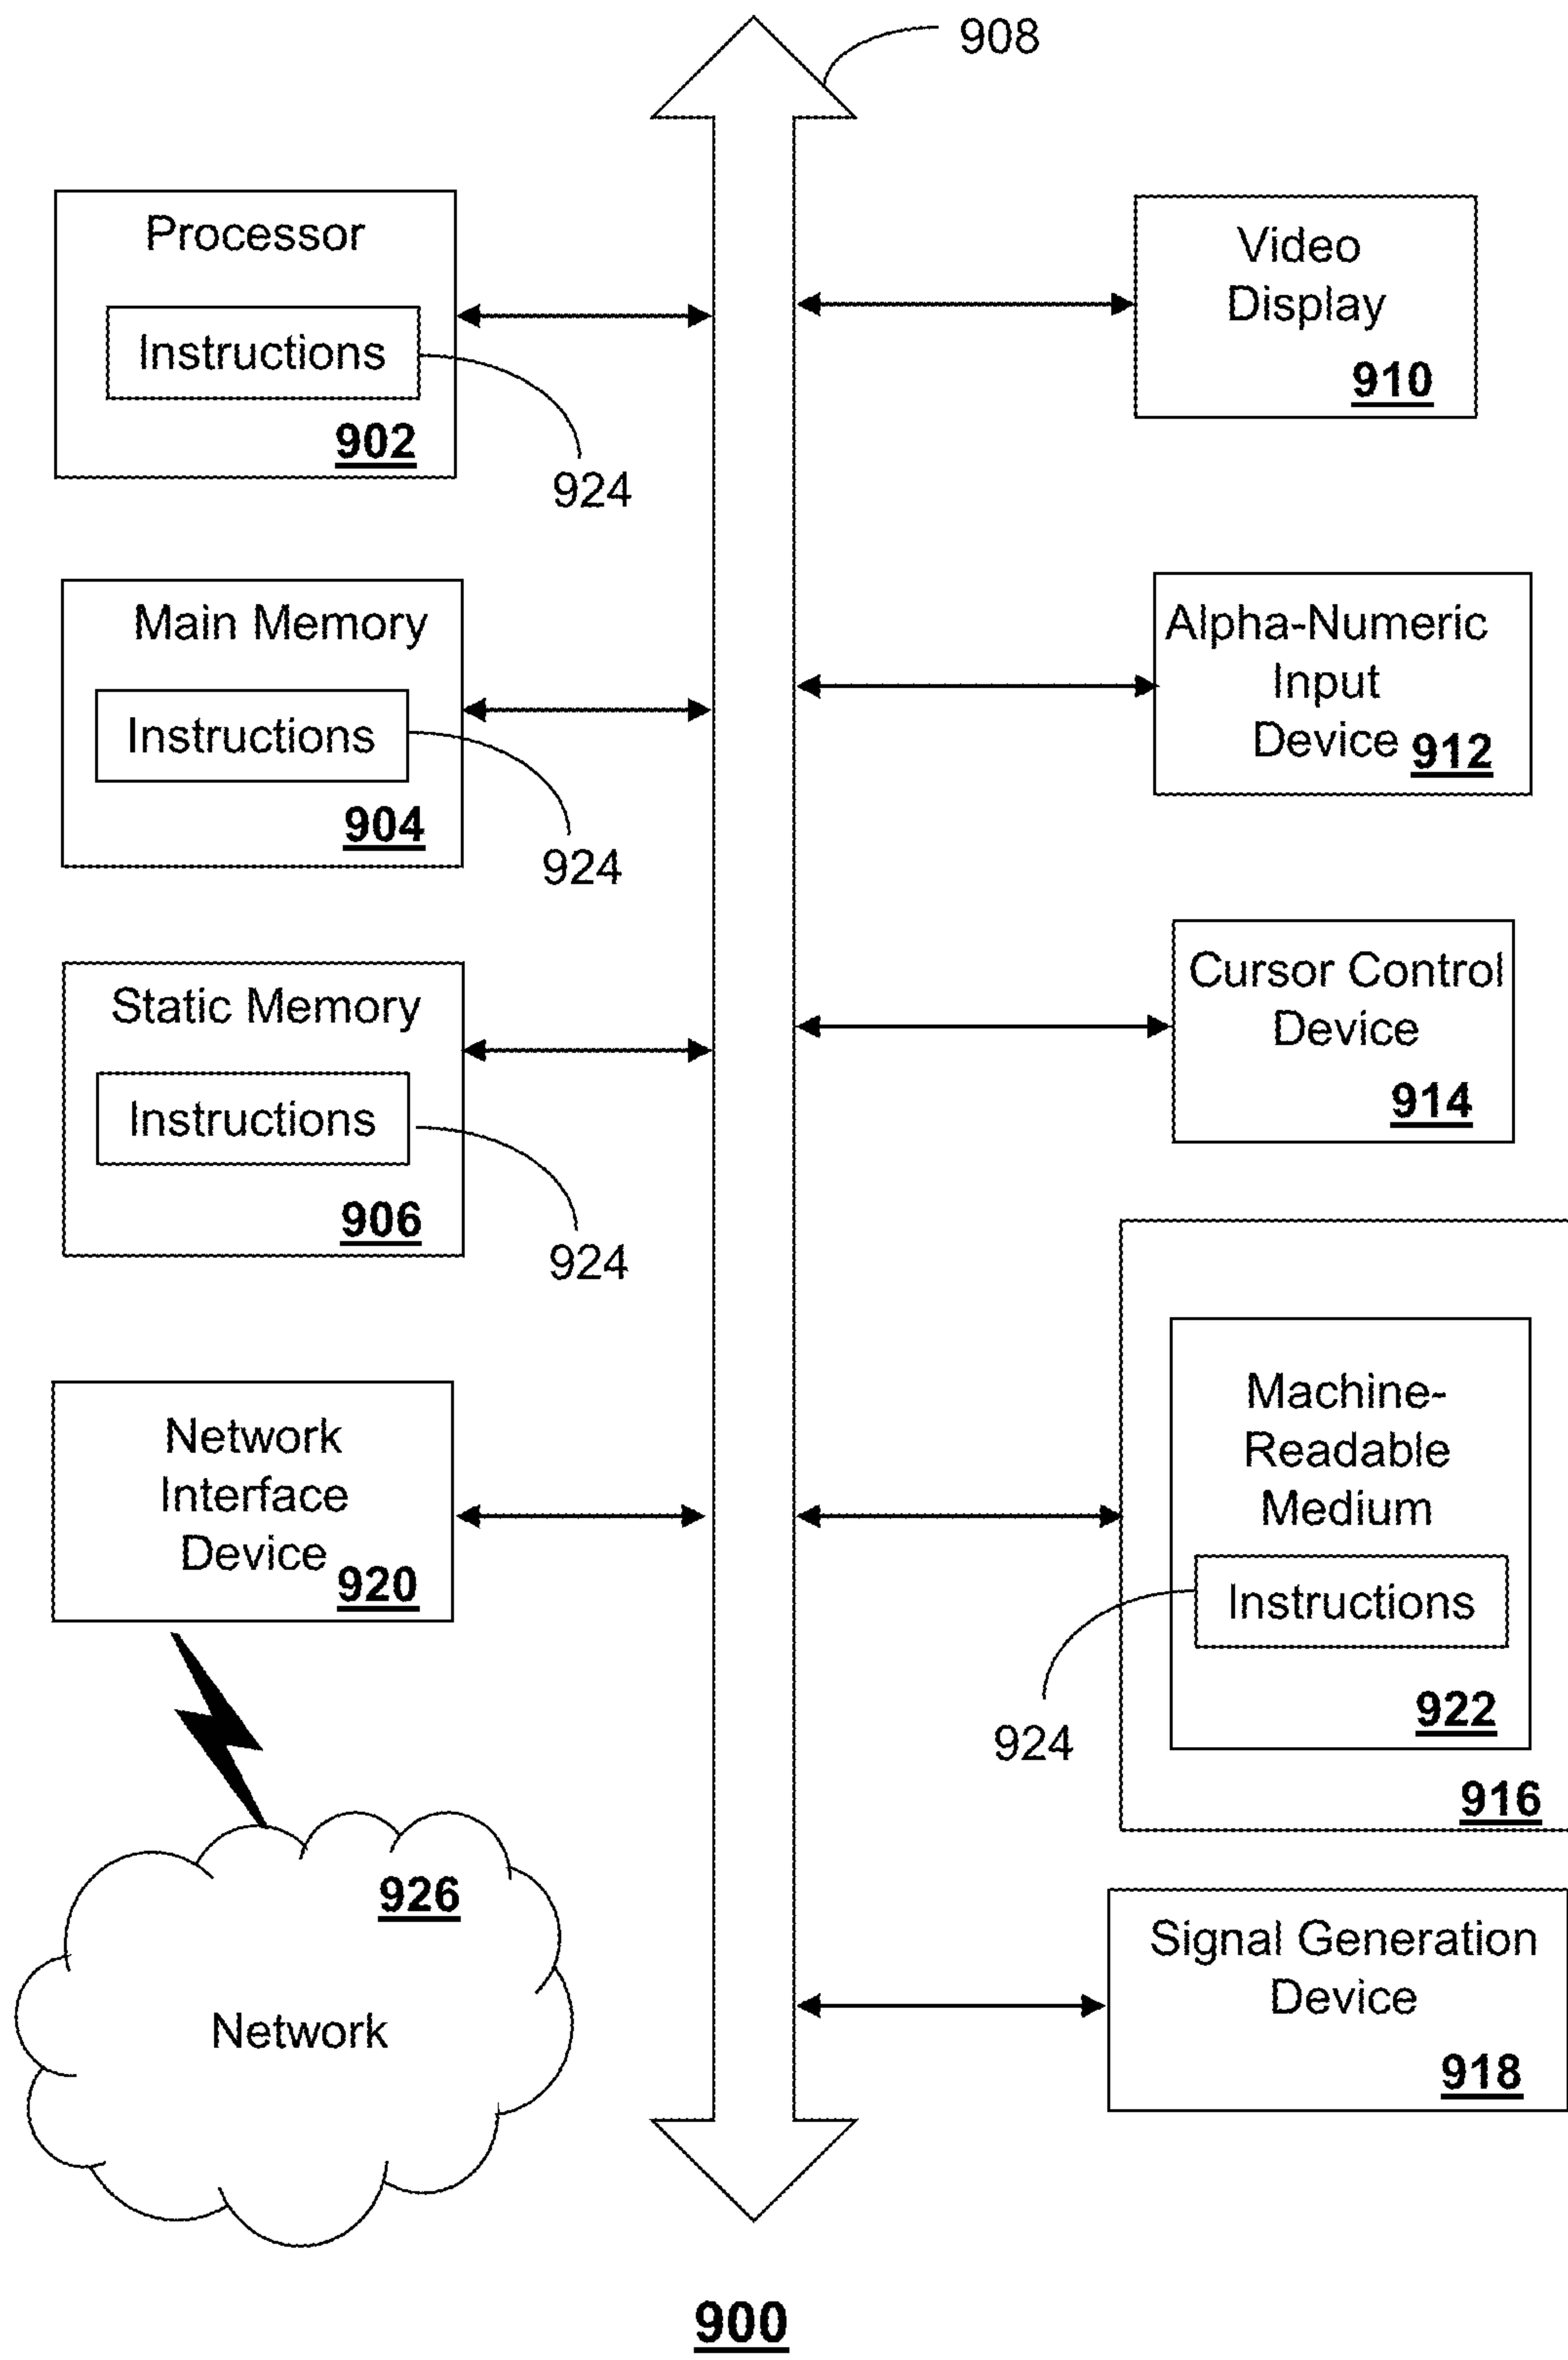 908
Processor
Instructions
902
924
Main Memory
Instructions
904
924
Static Memory
Instructions
906
924
Network
Interface
Device
920
926
Network
Video
Display
910
Alpha-Numeric
Input
Device 912
Cursor Control
Device
914
Machine-
Readable
Medium
Instructions
922
924
916
Signal Generation
Device
918
900